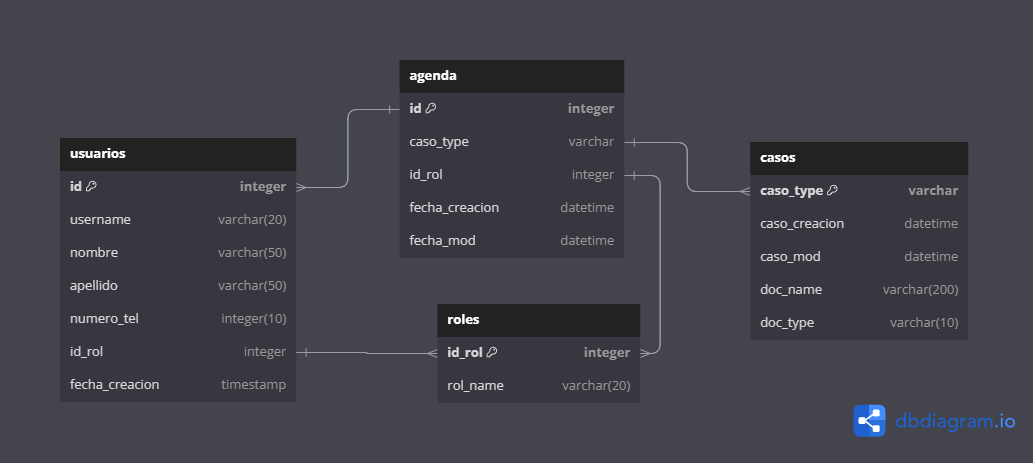 usuarios
id integer
username varchar(20)
nombre varchar(50)
apellido varchar(50)
numero_tel integer(10)
id_rol integer
fecha_creacion timestamp
agenda
id integer
caso_type varchar
id_rol integer
fecha_creacion datetime
fecha_mod datetime
roles
id_rol integer
rol_name varchar(20)
casos
caso_type varchar
caso_creacion datetime
caso_mod datetime
doc_name varchar(200)
doc_type varchar(10)
dbdiagram.io